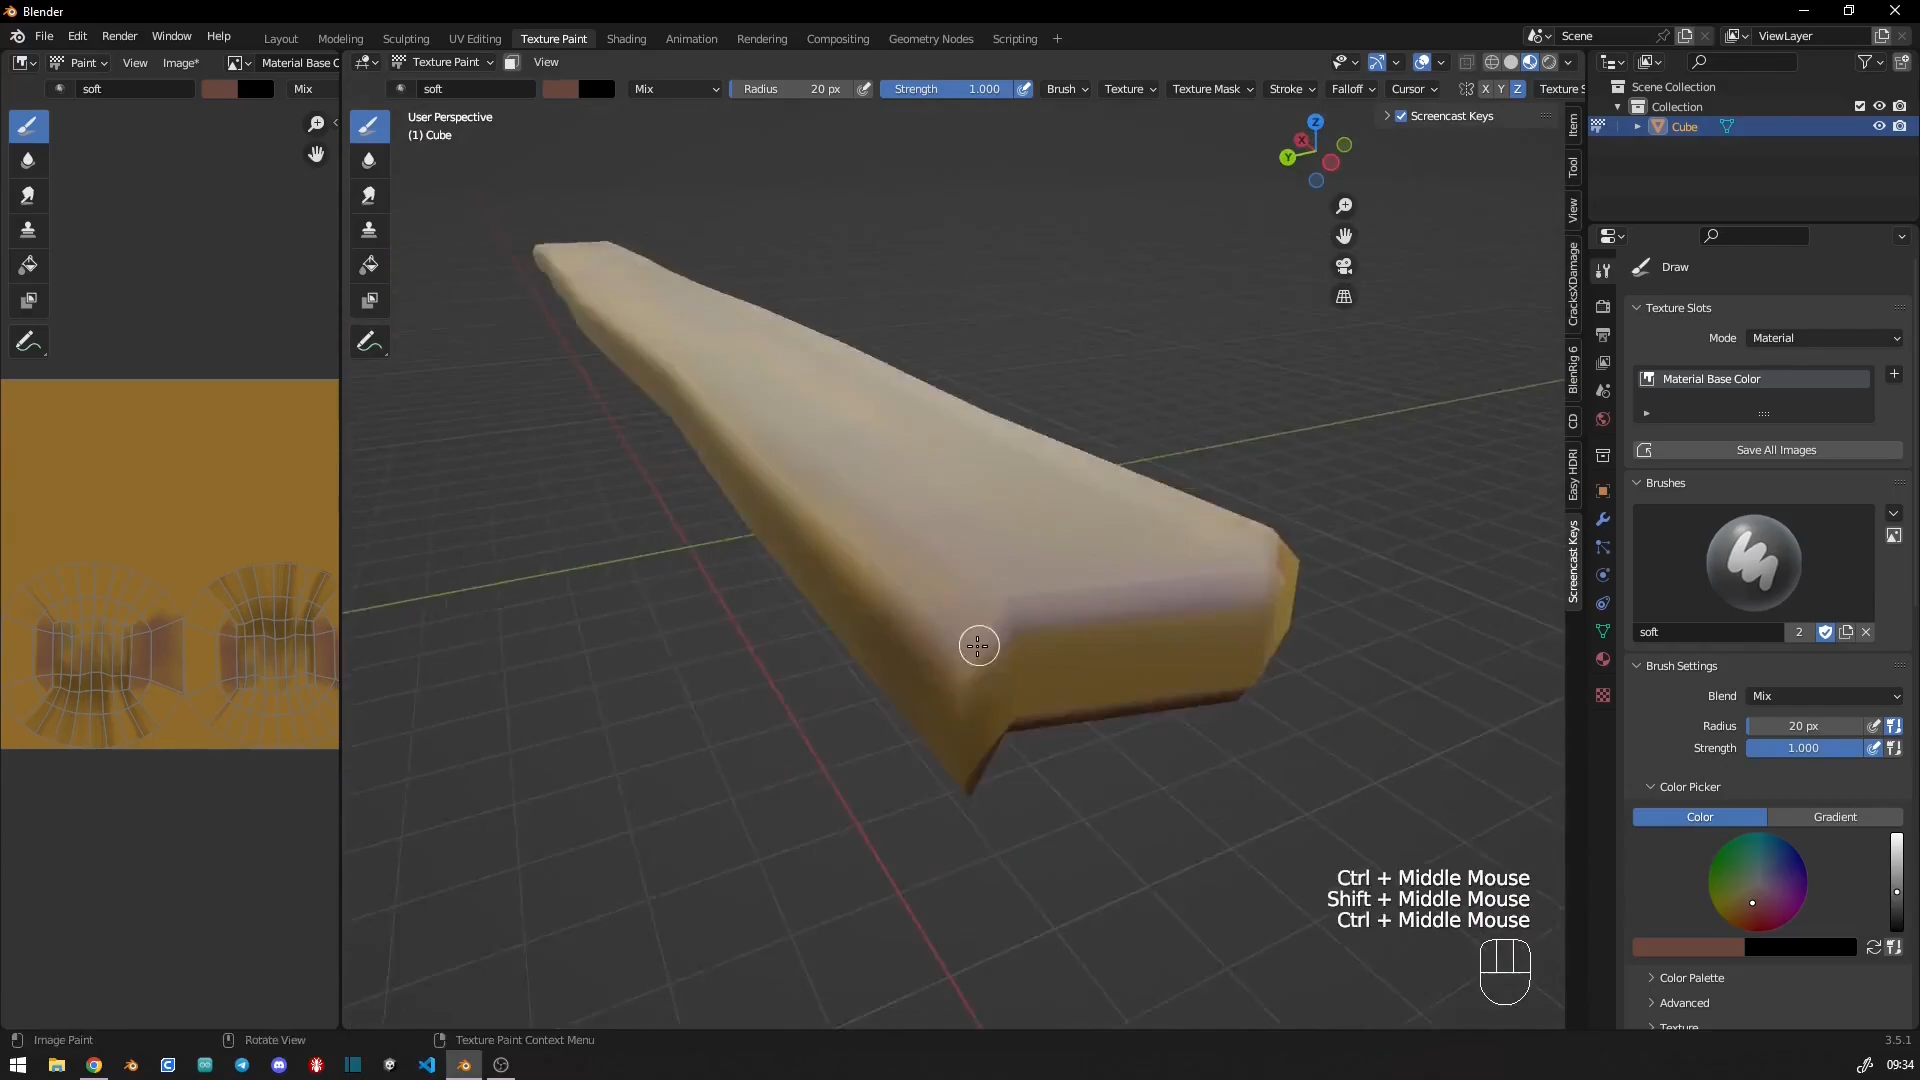 Blender
File Edit Render Window Help
Layout Modeling Sculpting UV Editing Texture Paint Shading Animation Rendering Compositing Geometry Nodes Scripting +
Scene
ViewLayer
Paint View Image* Material Base C
Texture Paint View
soft Mix
soft Mix Radius 20 px Strength 1.000 Brush Texture Texture Mask Stroke Falloff Cursor X Y Z Texture S
Scene Collection
Collection
Cube
User Perspective
(1) Cube
Screencast Keys
Z
X
Y
Item
Tool
View
CracksXDamage
BlenRig 6
CD
Easy HDRI
Screencast Keys
Draw
Texture Slots
Mode Material
Material Base Color
Save All Images
Brushes
soft 2
Brush Settings
Blend Mix
Radius 20 px
Strength 1.000
Color Picker
Color Gradient
Color Palette
Advanced
Texture
Ctrl + Middle Mouse
Shift + Middle Mouse
Ctrl + Middle Mouse
Image Paint Rotate View Texture Paint Context Menu
3.5.1
09:34